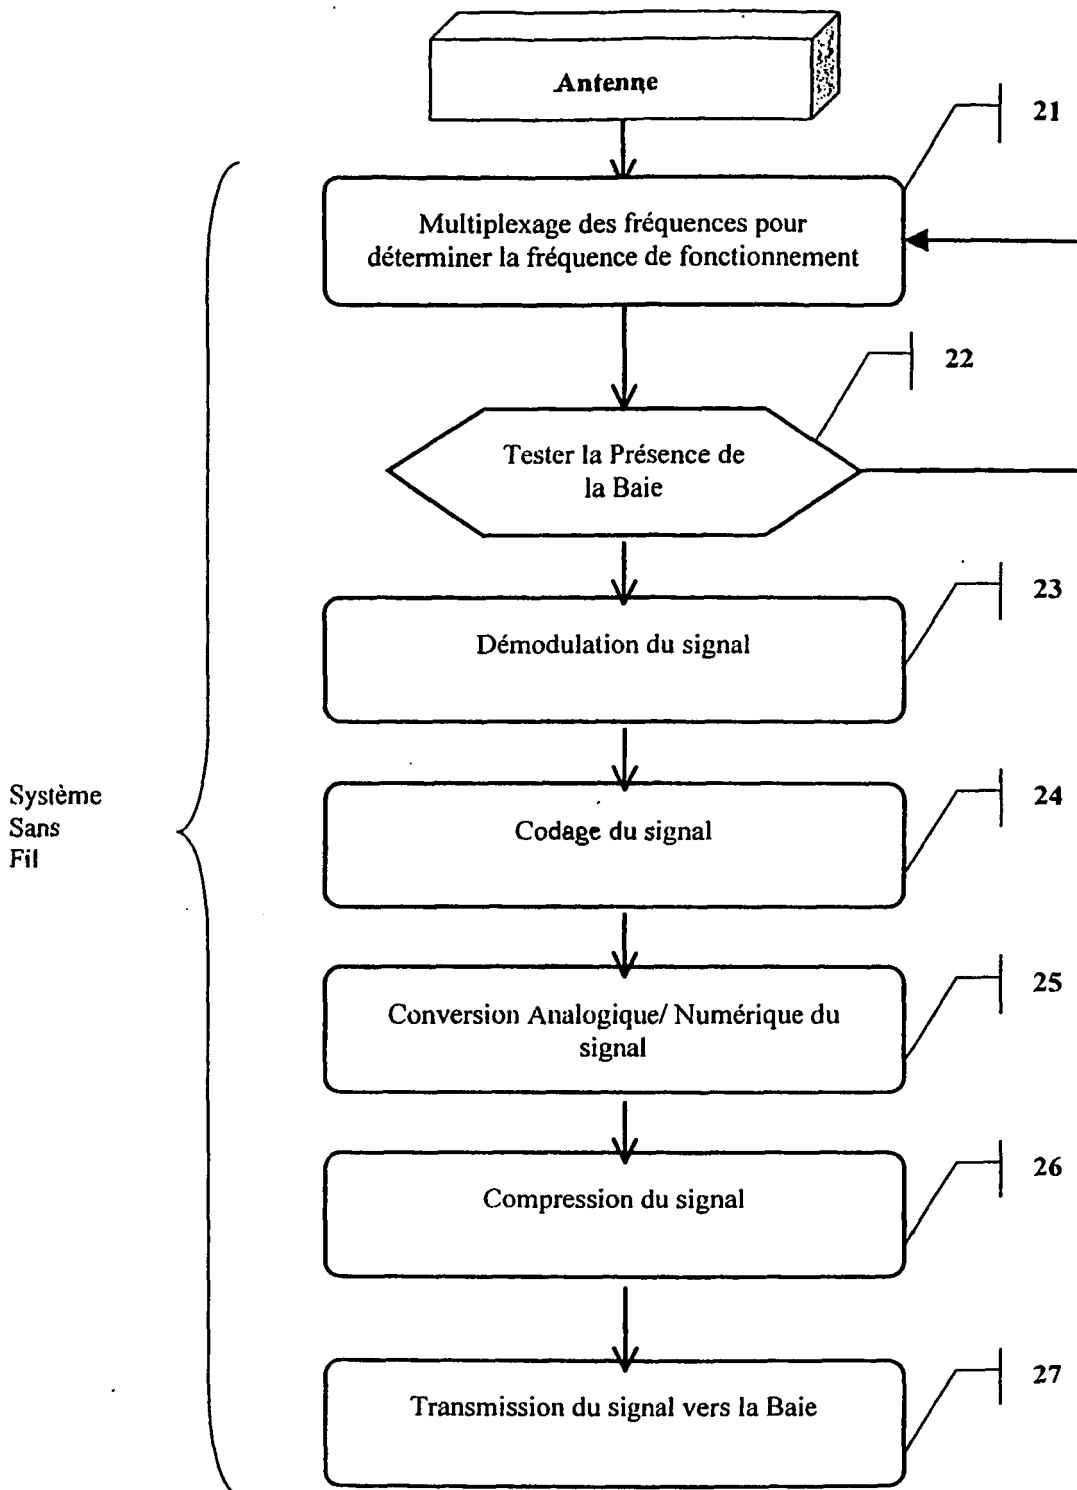 Antenne
21
Multiplexage des fréquences pour
déterminer la fréquence de fonctionnement
22
Tester la Présence de
la Baie
23
Démodulation du signal
Système
Sans
Fil
24
Codage du signal
25
Conversion Analogique/ Numérique du
signal
26
Compression du signal
27
Transmission du signal vers la Baie